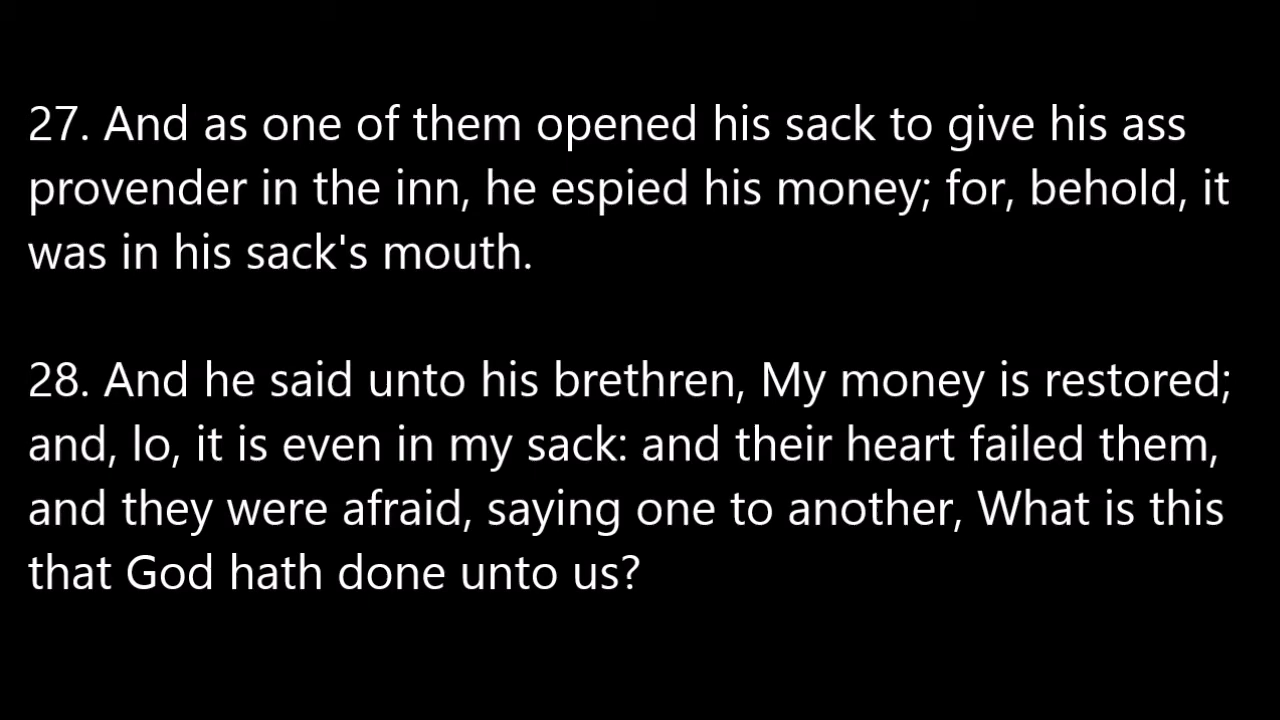 27. And as one of them opened his sack to give his ass
provender in the inn, he espied his money; for, behold, it
was in his sack's mouth.
28. And he said unto his brethren, My money is restored;
and, lo, it is even in my sack: and their heart failed them,
and they were afraid, saying one to another, What is this
that God hath done unto us?